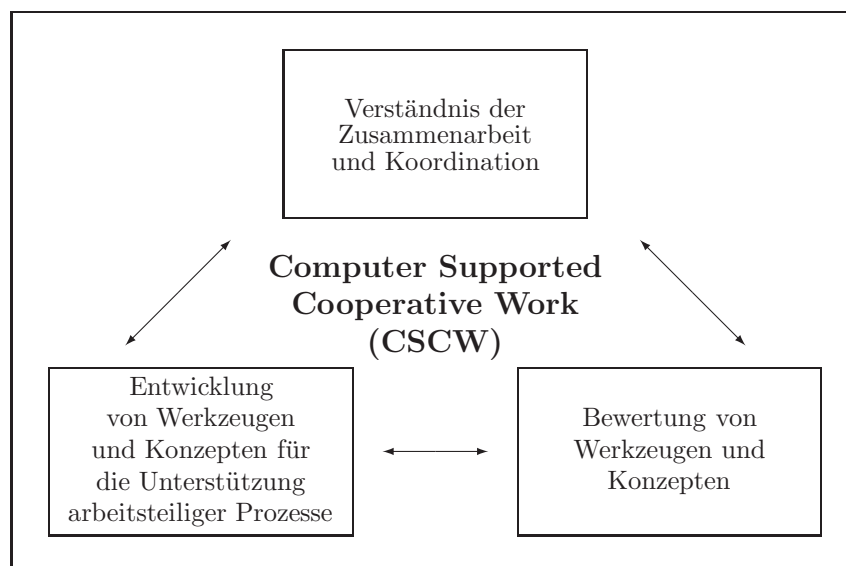 Verständnis der
Zusammenarbeit
und Koordination
Computer Supported
Cooperative Work
(CSCW)
Entwicklung
von Werkzeugen
und Konzepten für
die Unterstützung
arbeitsteiliger Prozesse
Bewertung von
Werkzeugen und
Konzepten